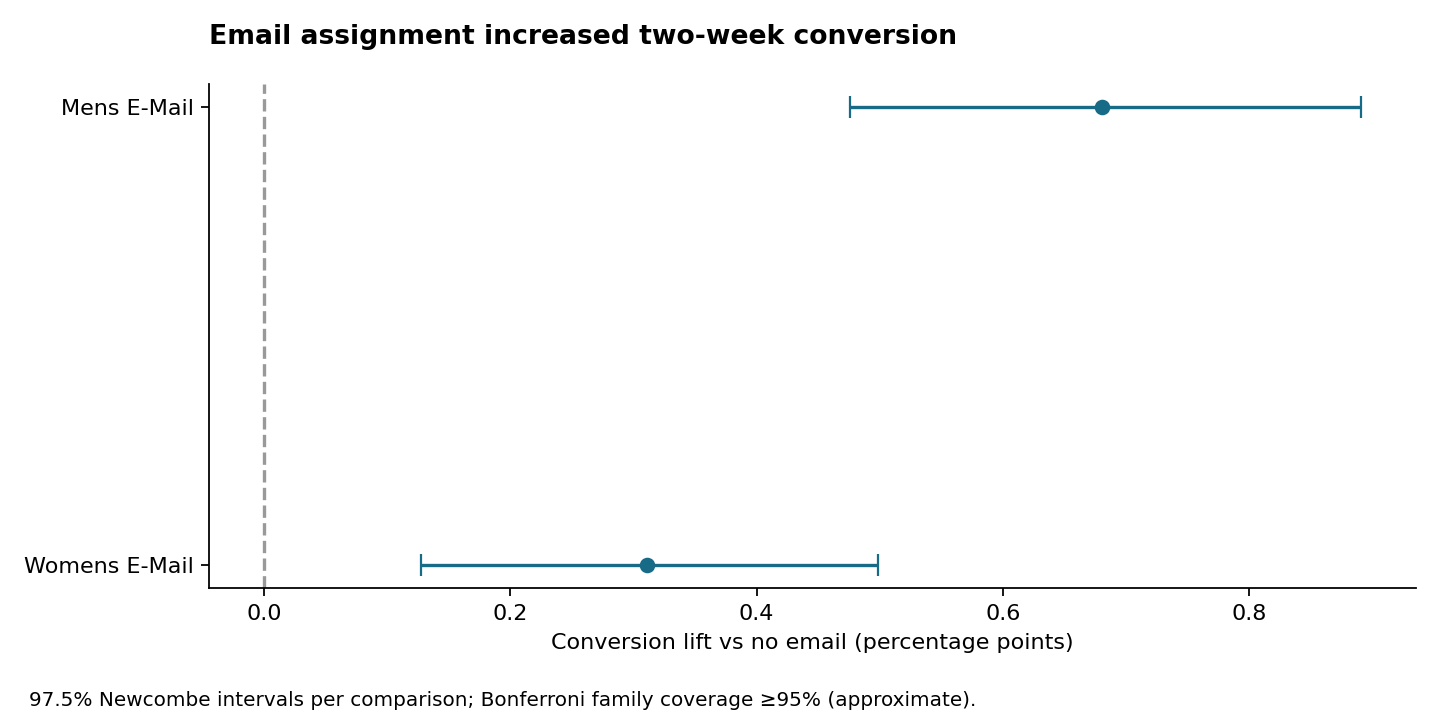 Email assignment increased two-week conversion
Mens E-Mail
Womens E-Mail
0.0 0.2 0.4 0.6 0.8
Conversion lift vs no email (percentage points)
97.5% Newcombe intervals per comparison; Bonferroni family coverage ≥95% (approximate).